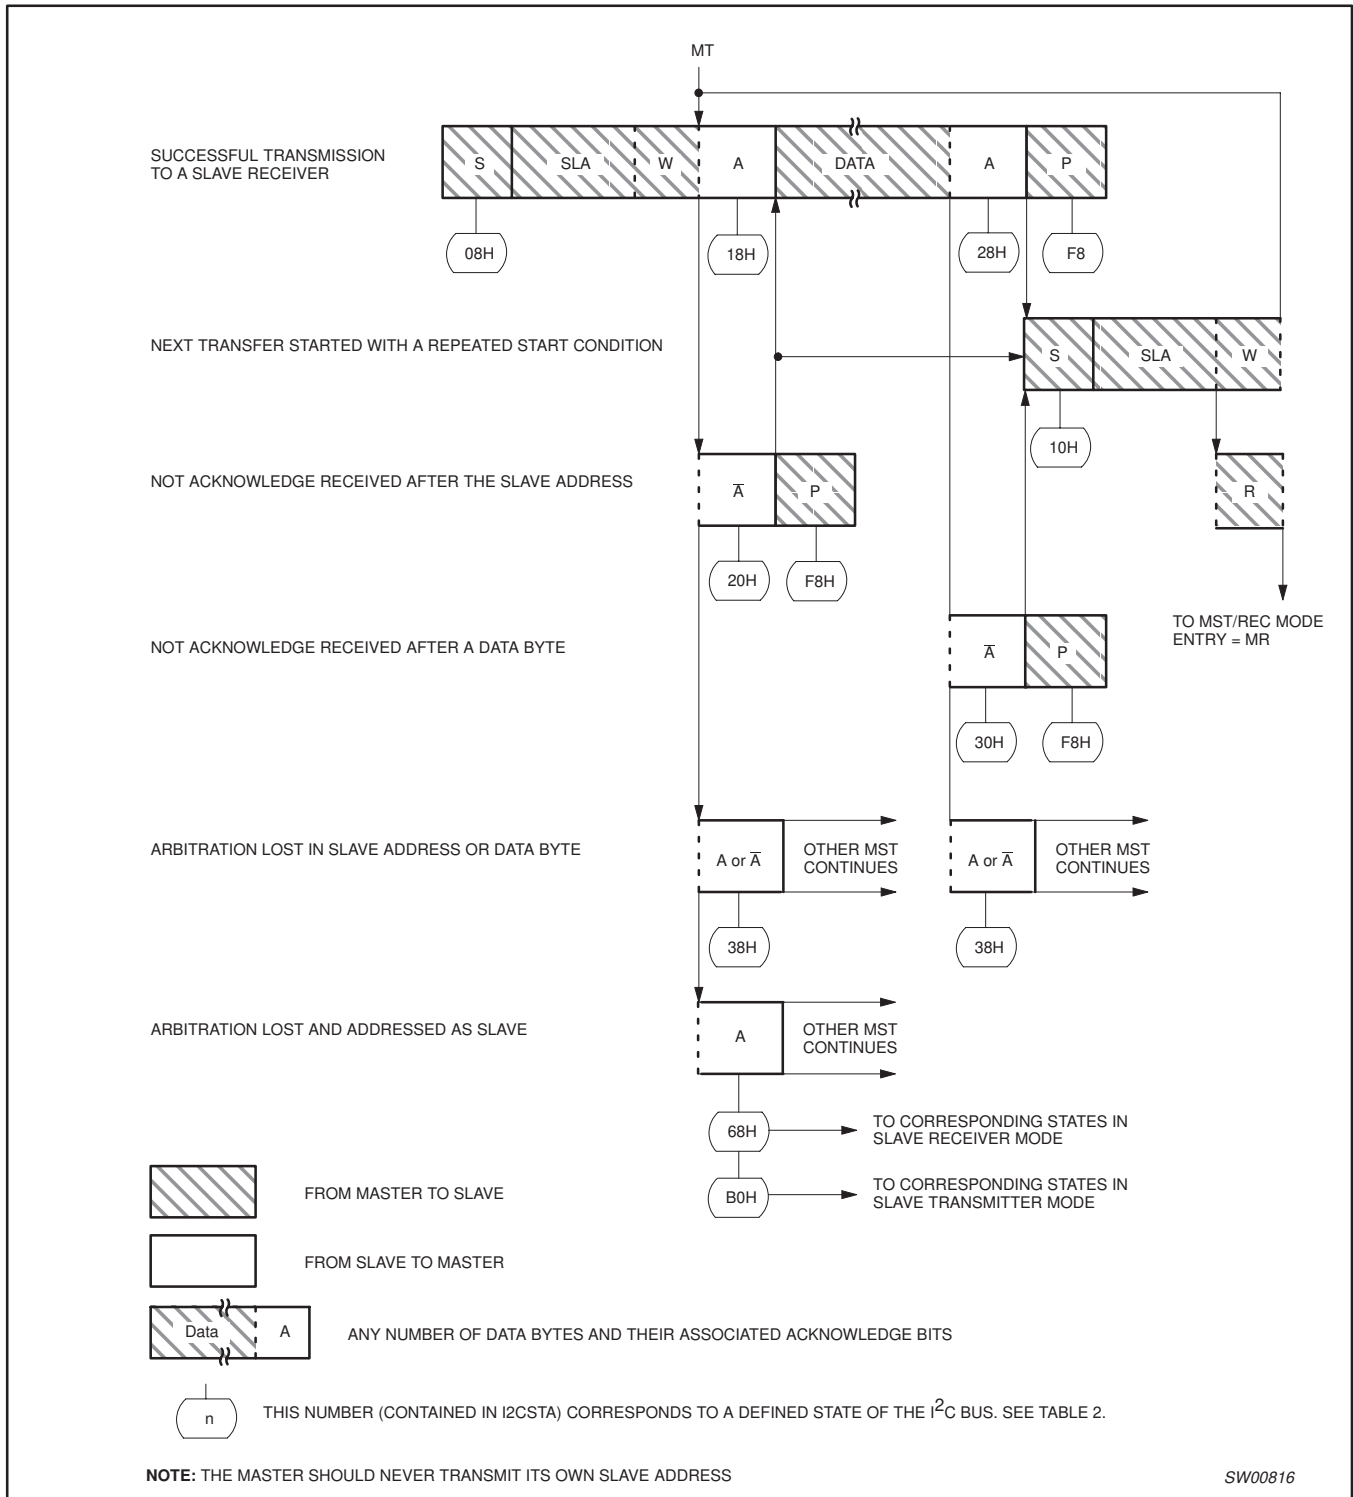 MT
SUCCESSFUL TRANSMISSION
TO A SLAVE RECEIVER
S SLA W A DATA A P
08H 18H 28H F8
NEXT TRANSFER STARTED WITH A REPEATED START CONDITION
S SLA W
10H
NOT ACKNOWLEDGE RECEIVED AFTER THE SLAVE ADDRESS
A̅ P R
20H F8H
TO MST/REC MODE
ENTRY = MR
NOT ACKNOWLEDGE RECEIVED AFTER A DATA BYTE
A̅ P
30H F8H
ARBITRATION LOST IN SLAVE ADDRESS OR DATA BYTE
A or A̅
OTHER MST
CONTINUES
A or A̅
OTHER MST
CONTINUES
38H 38H
ARBITRATION LOST AND ADDRESSED AS SLAVE
A
OTHER MST
CONTINUES
68H
TO CORRESPONDING STATES IN
SLAVE RECEIVER MODE
B0H
TO CORRESPONDING STATES IN
SLAVE TRANSMITTER MODE
FROM MASTER TO SLAVE
FROM SLAVE TO MASTER
Data A
ANY NUMBER OF DATA BYTES AND THEIR ASSOCIATED ACKNOWLEDGE BITS
n
THIS NUMBER (CONTAINED IN I2CSTA) CORRESPONDS TO A DEFINED STATE OF THE I²C BUS. SEE TABLE 2.
NOTE: THE MASTER SHOULD NEVER TRANSMIT ITS OWN SLAVE ADDRESS
SW00816